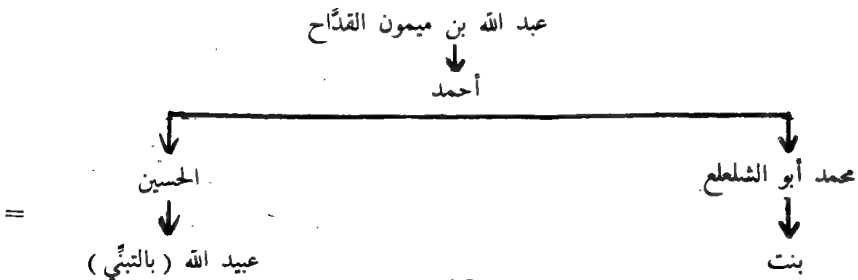 عبد الله بن ميمون القدَّاح
أحمد
محمد أبو الشلعلع الحسين
=
بنت عبيد الله ( بالتبنِّي )